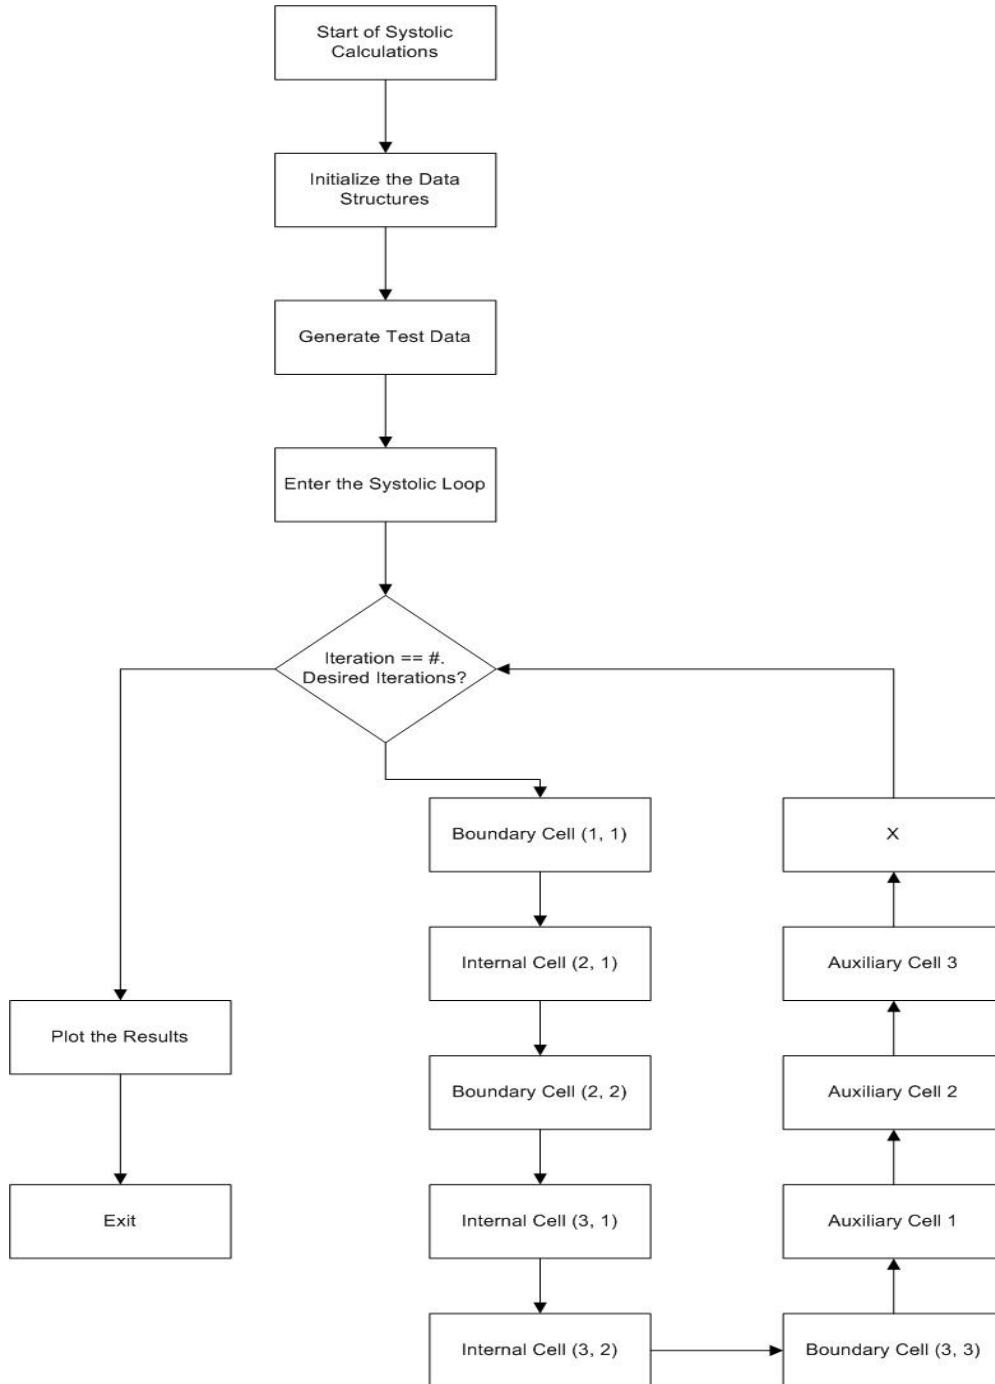 Start of Systolic
Calculations
Initialize the Data
Structures
Generate Test Data
Enter the Systolic Loop
Iteration == #.
Desired Iterations?
Boundary Cell (1, 1)
X
Internal Cell (2, 1)
Auxiliary Cell 3
Plot the Results
Boundary Cell (2, 2)
Auxiliary Cell 2
Exit
Internal Cell (3, 1)
Auxiliary Cell 1
Internal Cell (3, 2)
Boundary Cell (3, 3)